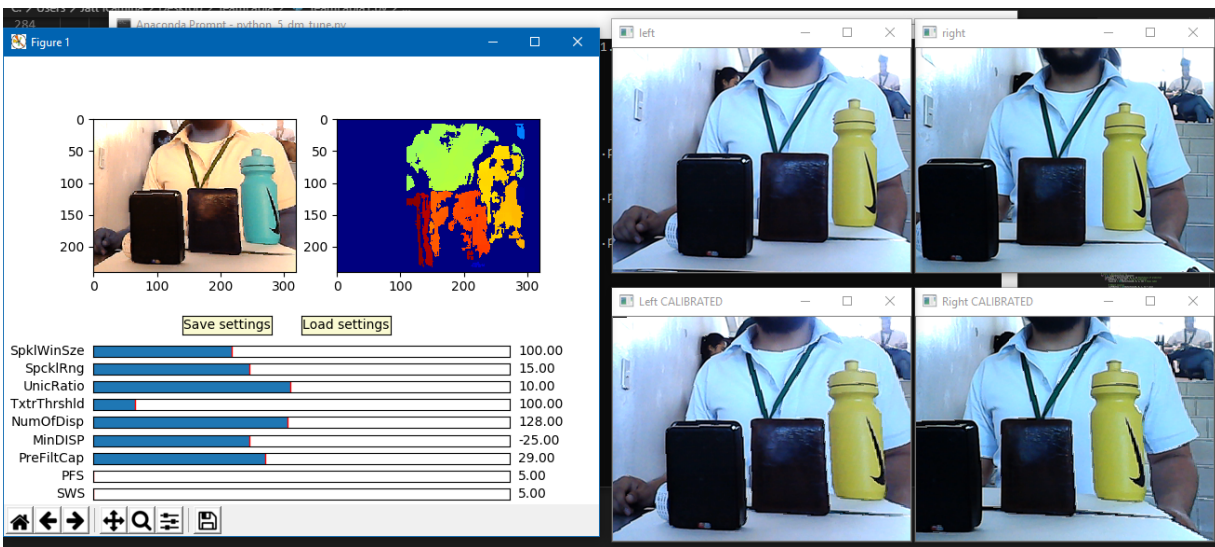 284
Anaconda Prompt - python 5_dm_tune.py
Figure 1
left
right
0
50
100
150
200
0
100
200
300
0
50
100
150
200
0
100
200
300
Save settings
Load settings
SpklWinSze 100.00
SpcklRng 15.00
UnicRatio 10.00
TxtrThrshld 100.00
NumOfDisp 128.00
MinDISP -25.00
PreFiltCap 29.00
PFS 5.00
SWS 5.00
Left CALIBRATED
Right CALIBRATED